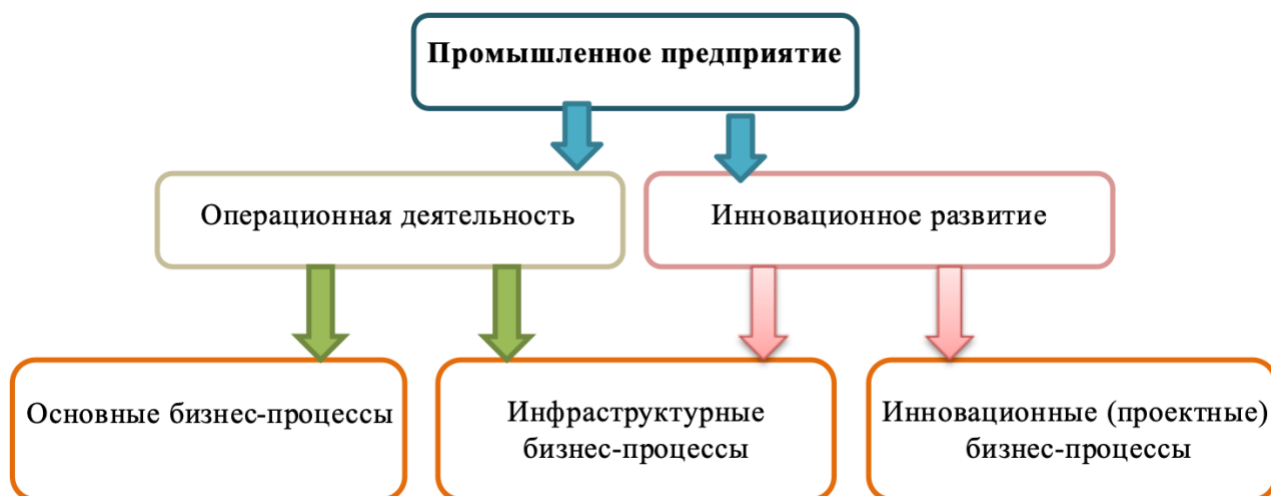 Промышленное предприятие
Операционная деятельность
Инновационное развитие
Основные бизнес-процессы
Инфраструктурные
бизнес-процессы
Инновационные (проектные)
бизнес-процессы